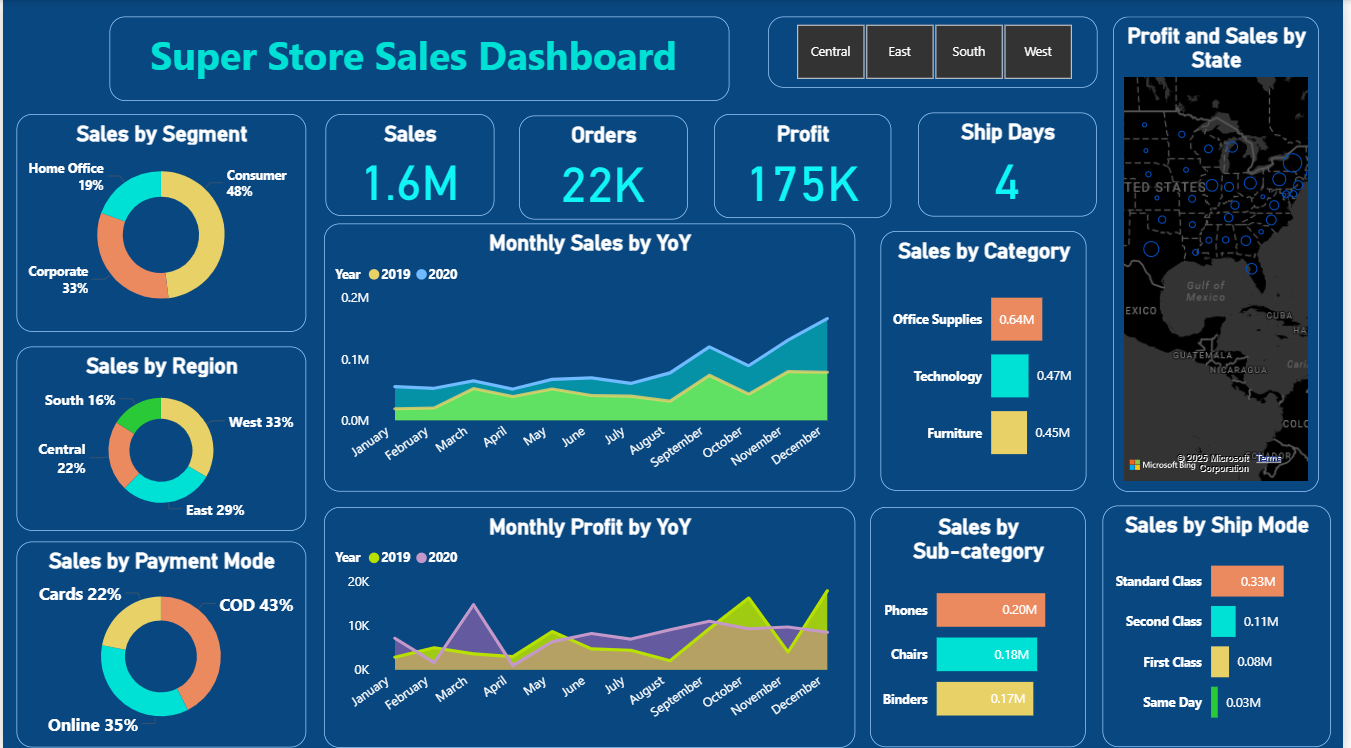 Super Store Sales Dashboard
Central
East
South
West
Profit and Sales by
State
Sales by Segment
Home Office
19%
Consumer
48%
Corporate
33%
Sales
1.6M
Orders
22K
Profit
175K
Ship Days
4
Monthly Sales by YoY
Year 2019 2020
0.2M
0.1M
0.0M
January
February
March
April
May
June
July
August
September
October
November
December
Sales by Category
Office Supplies 0.64M
Technology 0.47M
Furniture 0.45M
TED STATES
Gulf of
Mexico
EXICO
CUBA
HA
GUATEMALA
NICARAGUA
Cari
COLO
Microsoft Bing
© 2025 Microsoft Terms
Corporation
Sales by Region
South 16%
West 33%
Central
22%
East 29%
Monthly Profit by YoY
Year 2019 2020
20K
10K
0K
January
February
March
April
May
June
July
August
September
October
November
December
Sales by
Sub-category
Phones 0.20M
Chairs 0.18M
Binders 0.17M
Sales by Ship Mode
Standard Class 0.33M
Second Class 0.11M
First Class 0.08M
Same Day 0.03M
Sales by Payment Mode
Cards 22%
COD 43%
Online 35%